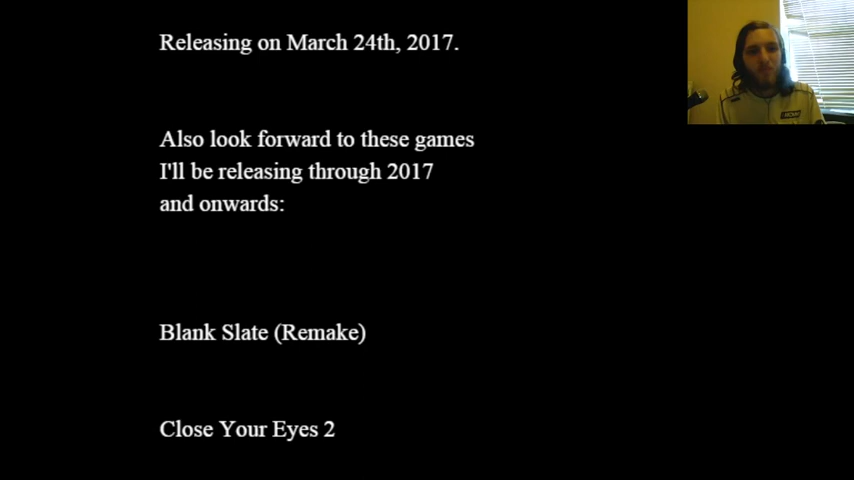 Releasing on March 24th, 2017.
Also look forward to these games
I'll be releasing through 2017
and onwards:
Blank Slate (Remake)
Close Your Eyes 2